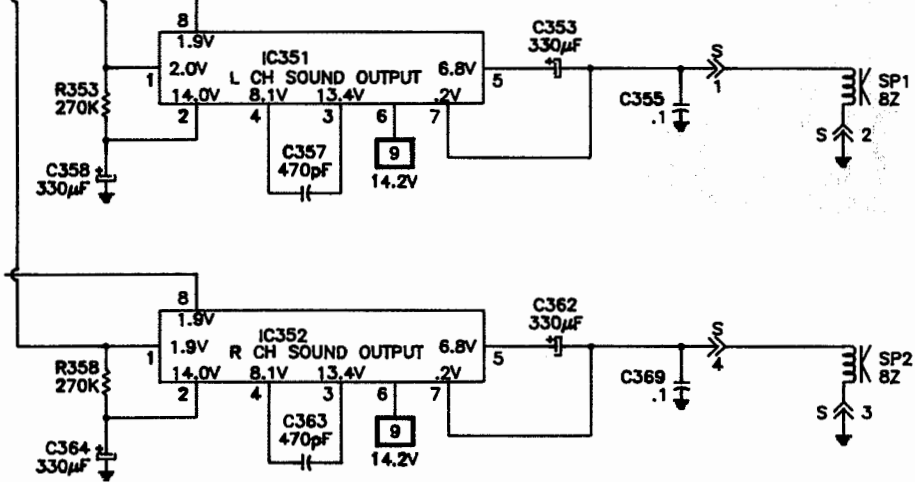 8
1.9V
C353
330µF
IC351
L CH SOUND OUTPUT
1
2.0V
6.8V
5
S
1
SP1
8Z
R353
270K
14.0V
8.1V
13.4V
.2V
2
4
3
6
7
C355
.1
S
2
C357
470pF
9
14.2V
C358
330µF
8
1.9V
C362
330µF
IC352
R CH SOUND OUTPUT
1
1.9V
6.8V
5
S
4
SP2
8Z
R358
270K
14.0V
8.1V
13.4V
.2V
2
4
3
6
7
C369
.1
S
3
C363
470pF
9
14.2V
C364
330µF